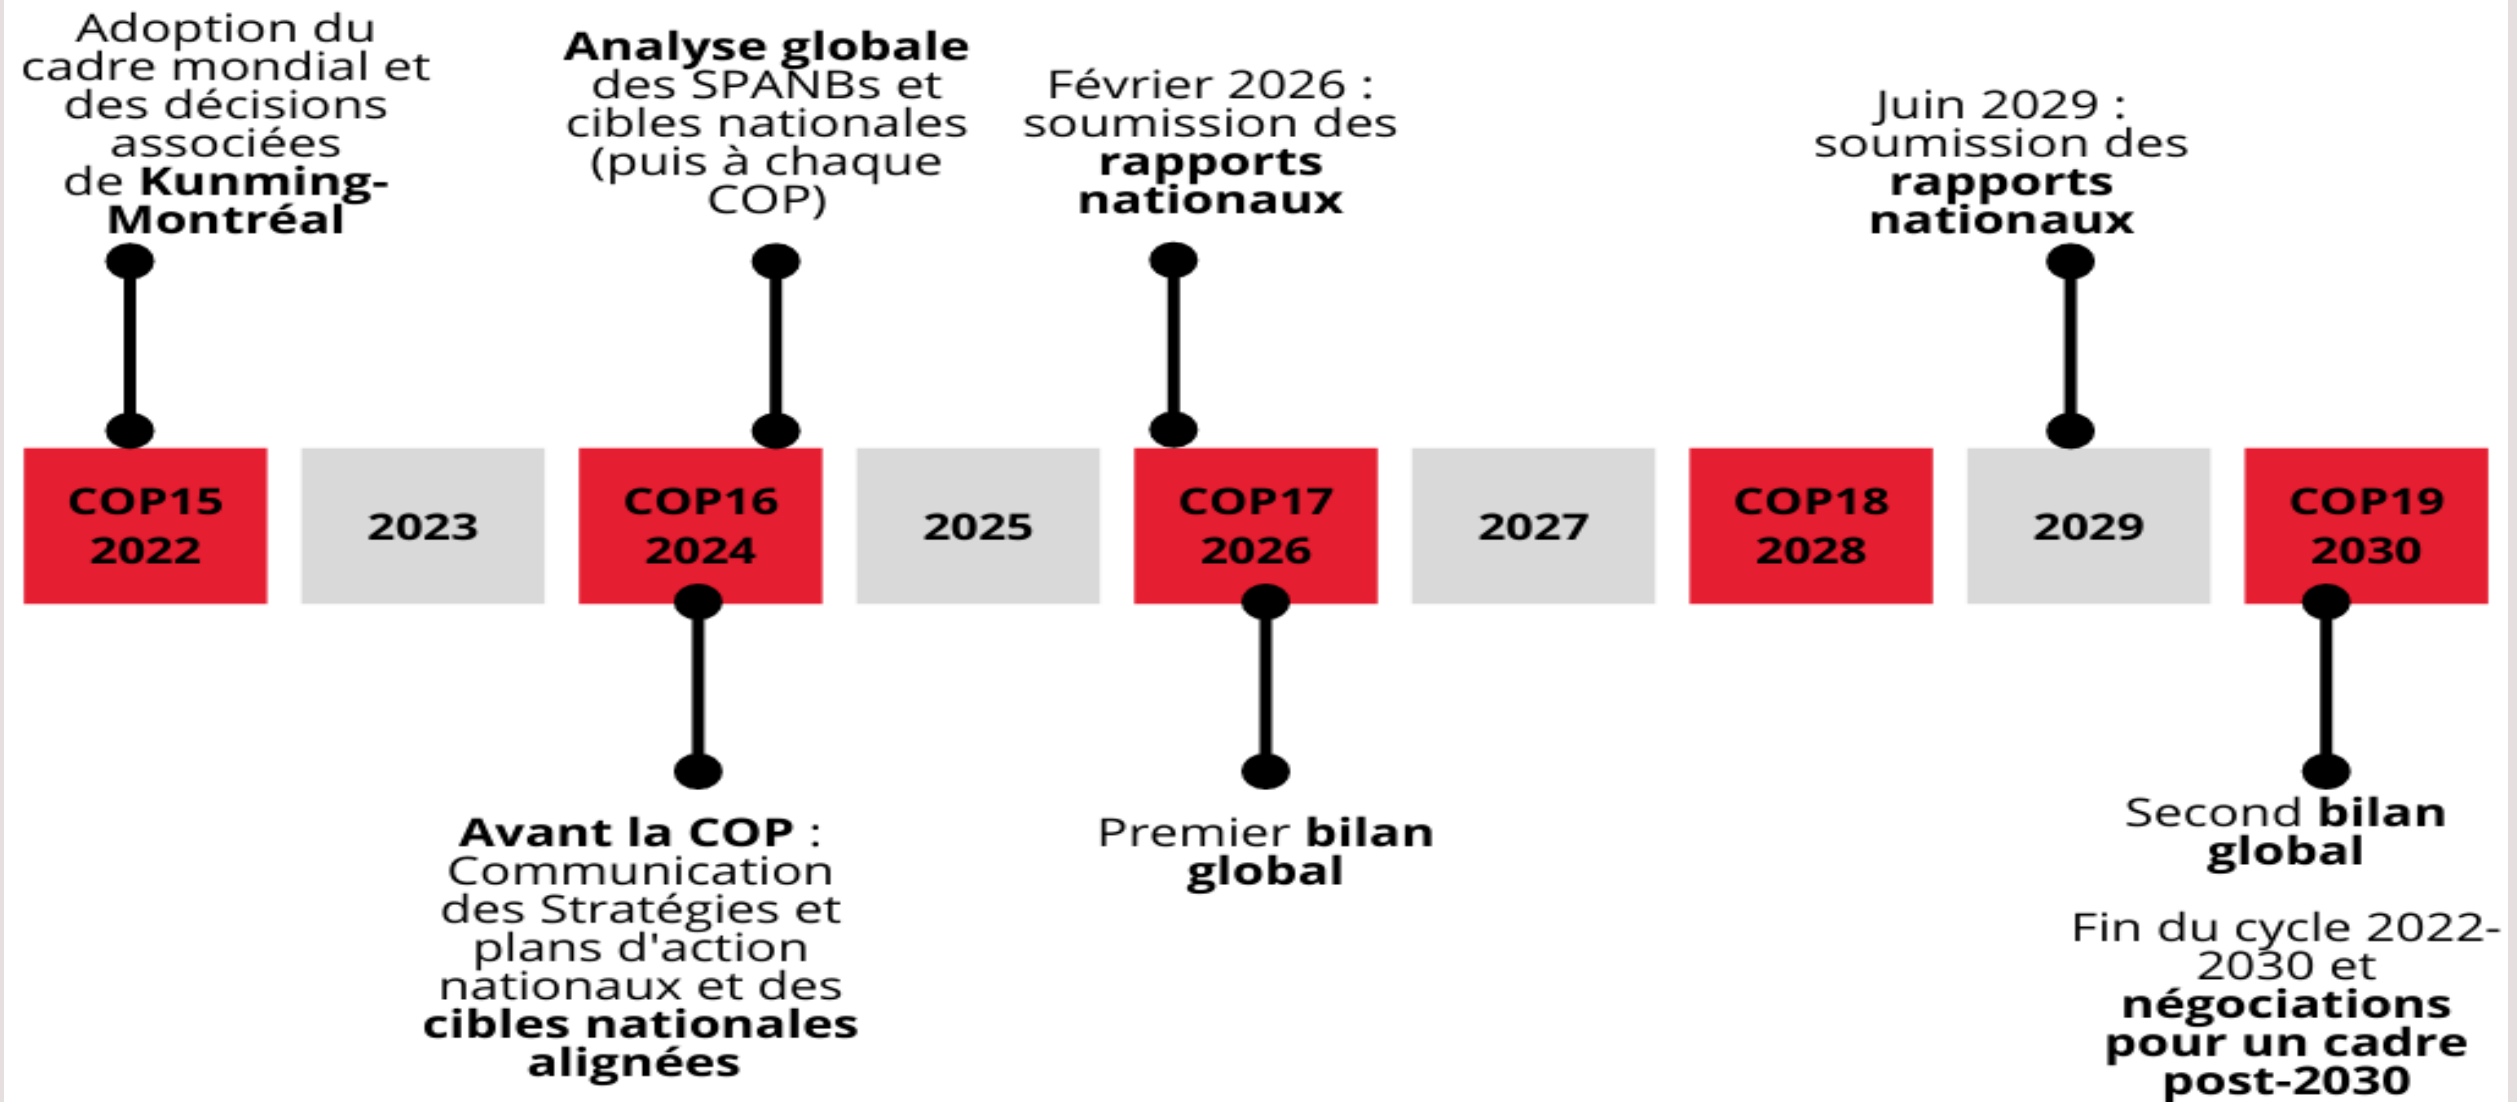 Adoption du
cadre mondial et
des décisions
associées
de Kunming-
Montréal
Analyse globale
des SPANBs et
cibles nationales
(puis à chaque
COP)
Février 2026 :
soumission des
rapports
nationaux
Juin 2029 :
soumission des
rapports
nationaux
COP15
2022
2023
COP16
2024
2025
COP17
2026
2027
COP18
2028
2029
COP19
2030
Avant la COP :
Communication
des Stratégies et
plans d'action
nationaux et des
cibles nationales
alignées
Premier bilan
global
Second bilan
global
Fin du cycle 2022-
2030 et
négociations
pour un cadre
post-2030